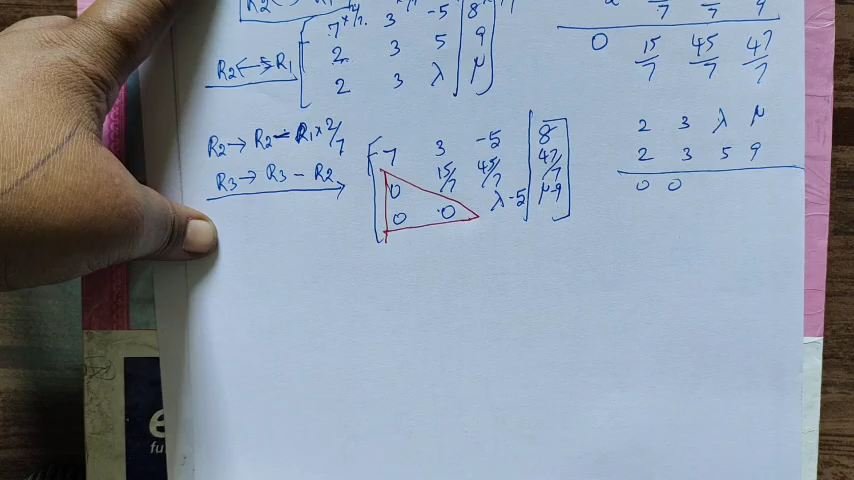 7 3 -5 | 8
R2 ↔ R1 2 3 5 | 9
2 3 λ | μ
0 15/7 45/7 47/7
R2 → R2 - R1 × 2/7
R3 → R3 - R2
7 3 -5 | 8
0 15/7 45/7 | 47/7
0 0 λ-5 | μ-9
2 3 λ μ
2 3 5 9
0 0